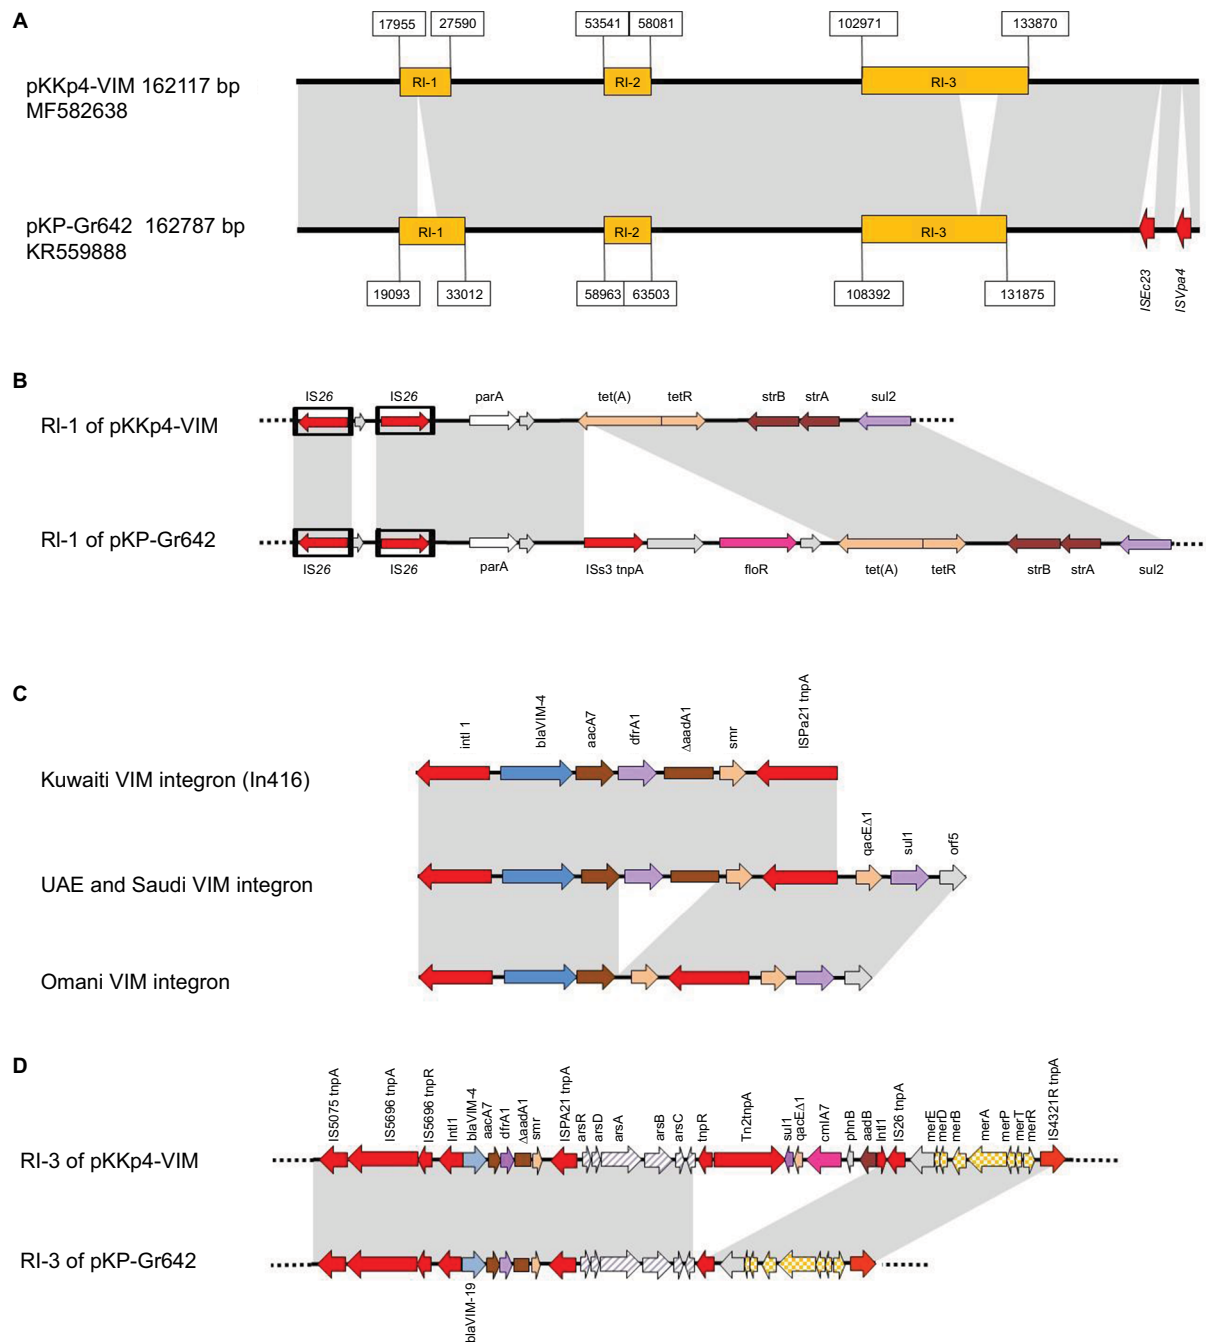 A
17955
27590
53541
58081
102971
133870
pKKp4-VIM 162117 bp
MF582638
RI-1
RI-2
RI-3
pKP-Gr642 162787 bp
KR559888
RI-1
RI-2
RI-3
19093
33012
58963
63503
108392
131875
ISEc23
ISVpa4
B
IS26
IS26
parA
tet(A)
tetR
strB
strA
sul2
RI-1 of pKKp4-VIM
RI-1 of pKP-Gr642
IS26
IS26
parA
ISs3 tnpA
floR
tet(A)
tetR
strB
strA
sul2
C
intI 1
blaVIM-4
aacA7
dfrA1
ΔaadA1
smr
ISPa21 tnpA
Kuwaiti VIM integron (In416)
qacEΔ1
sul1
orf5
UAE and Saudi VIM integron
Omani VIM integron
D
IS5075 tnpA
IS5696 tnpA
IS5696 tnpR
IntI1
blaVIM-4
aacA7
dfrA1
ΔaadA1
smr
ISPA21 tnpA
arsR
arsD
arsA
arsB
arsC
tnpR
Tn2tnpA
sul1
qacEΔ1
cmlA7
phnB
aadB
IntI1
IS26 tnpA
merE
merD
merB
merA
merP
merT
merR
IS4321R tnpA
RI-3 of pKKp4-VIM
RI-3 of pKP-Gr642
blaVIM-19